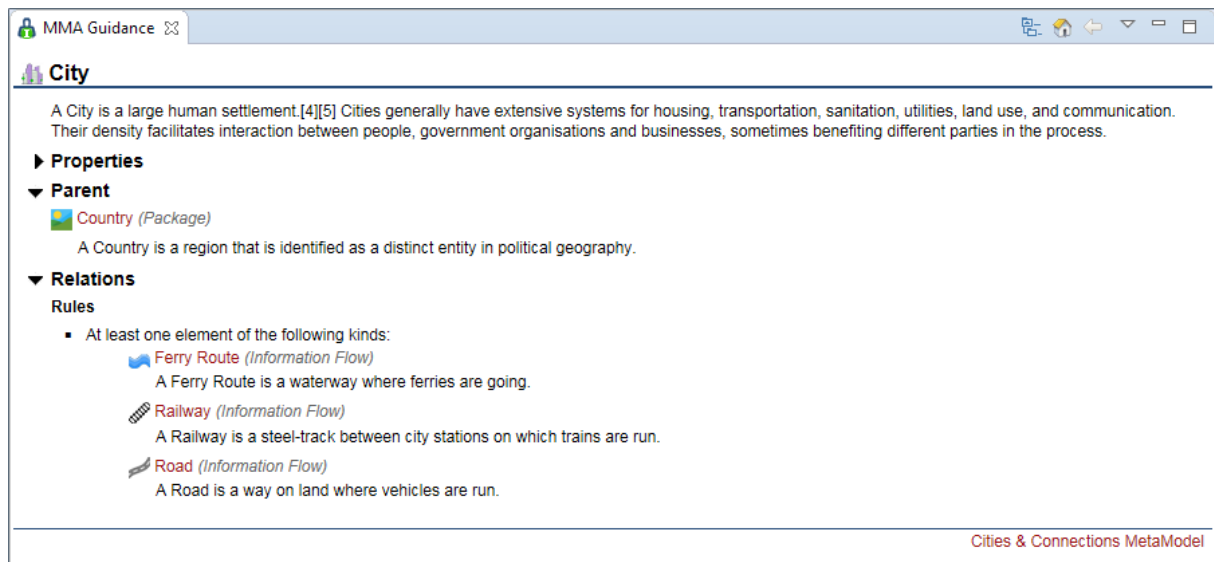 MMA Guidance
City
A City is a large human settlement.[4][5] Cities generally have extensive systems for housing, transportation, sanitation, utilities, land use, and communication.
Their density facilitates interaction between people, government organisations and businesses, sometimes benefiting different parties in the process.
Properties
Parent
Country (Package)
A Country is a region that is identified as a distinct entity in political geography.
Relations
Rules
At least one element of the following kinds:
Ferry Route (Information Flow)
A Ferry Route is a waterway where ferries are going.
Railway (Information Flow)
A Railway is a steel-track between city stations on which trains are run.
Road (Information Flow)
A Road is a way on land where vehicles are run.
Cities & Connections MetaModel